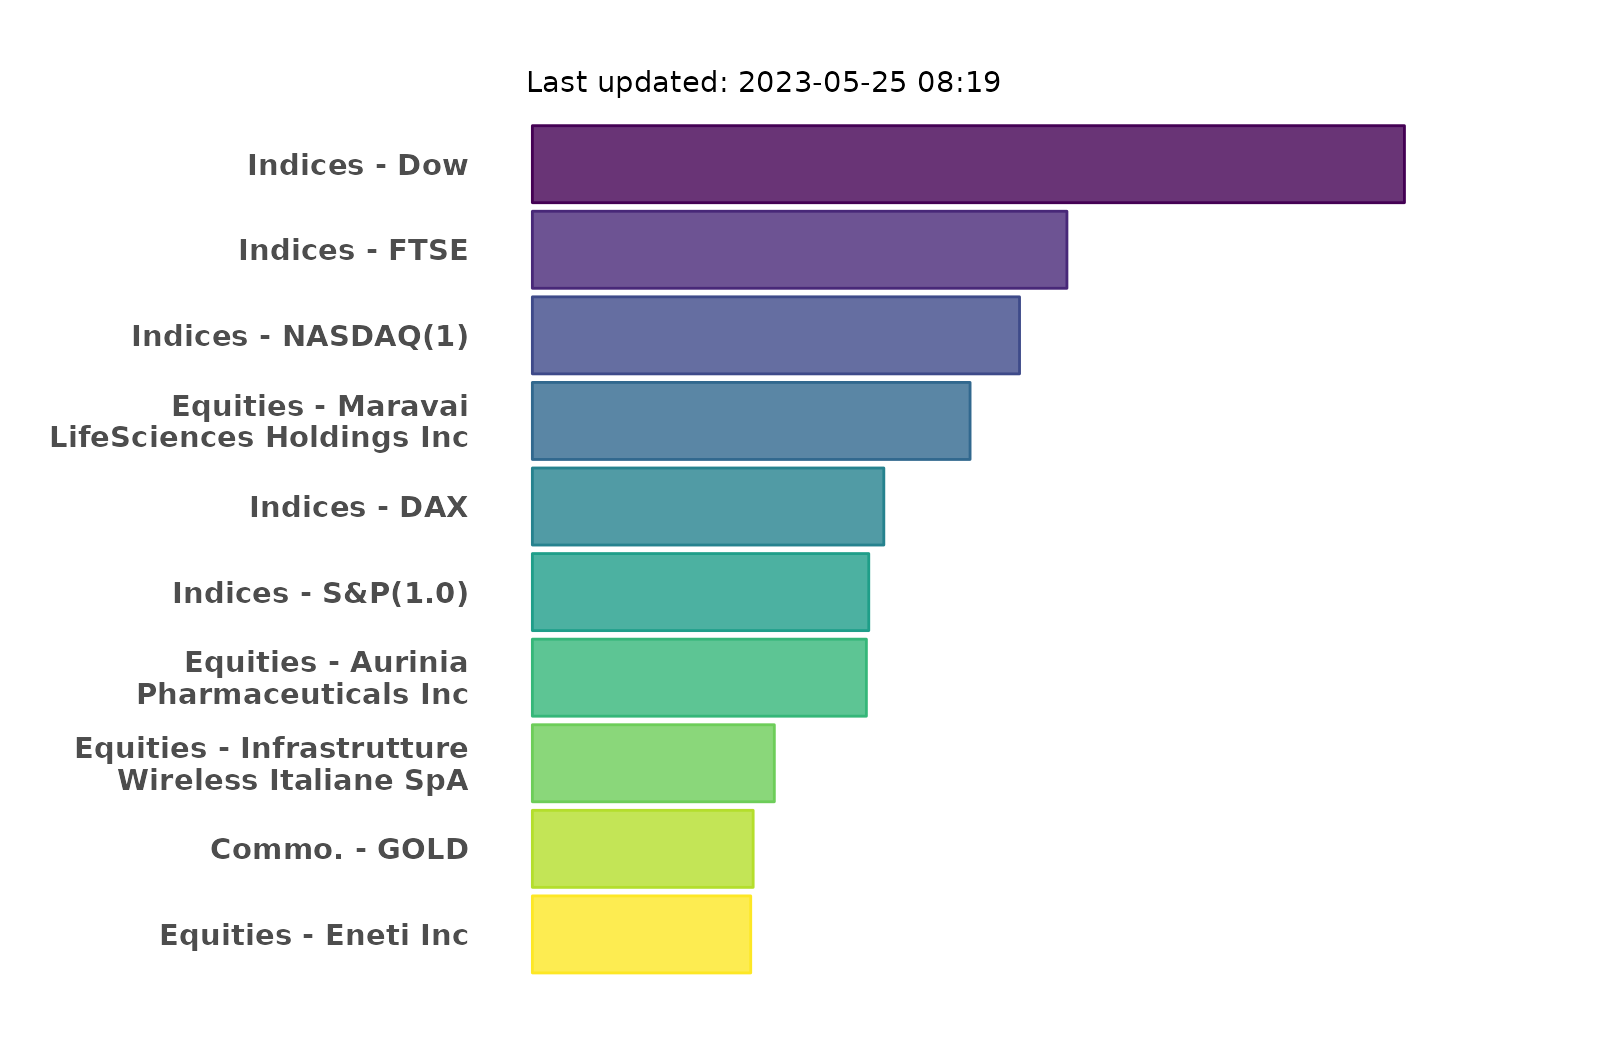 Last updated: 2023-05-25 08:19
Indices - Dow
Indices - FTSE
Indices - NASDAQ(1)
Equities - Maravai
LifeSciences Holdings Inc
Indices - DAX
Indices - S&P(1.0)
Equities - Aurinia
Pharmaceuticals Inc
Equities - Infrastrutture
Wireless Italiane SpA
Commo. - GOLD
Equities - Eneti Inc